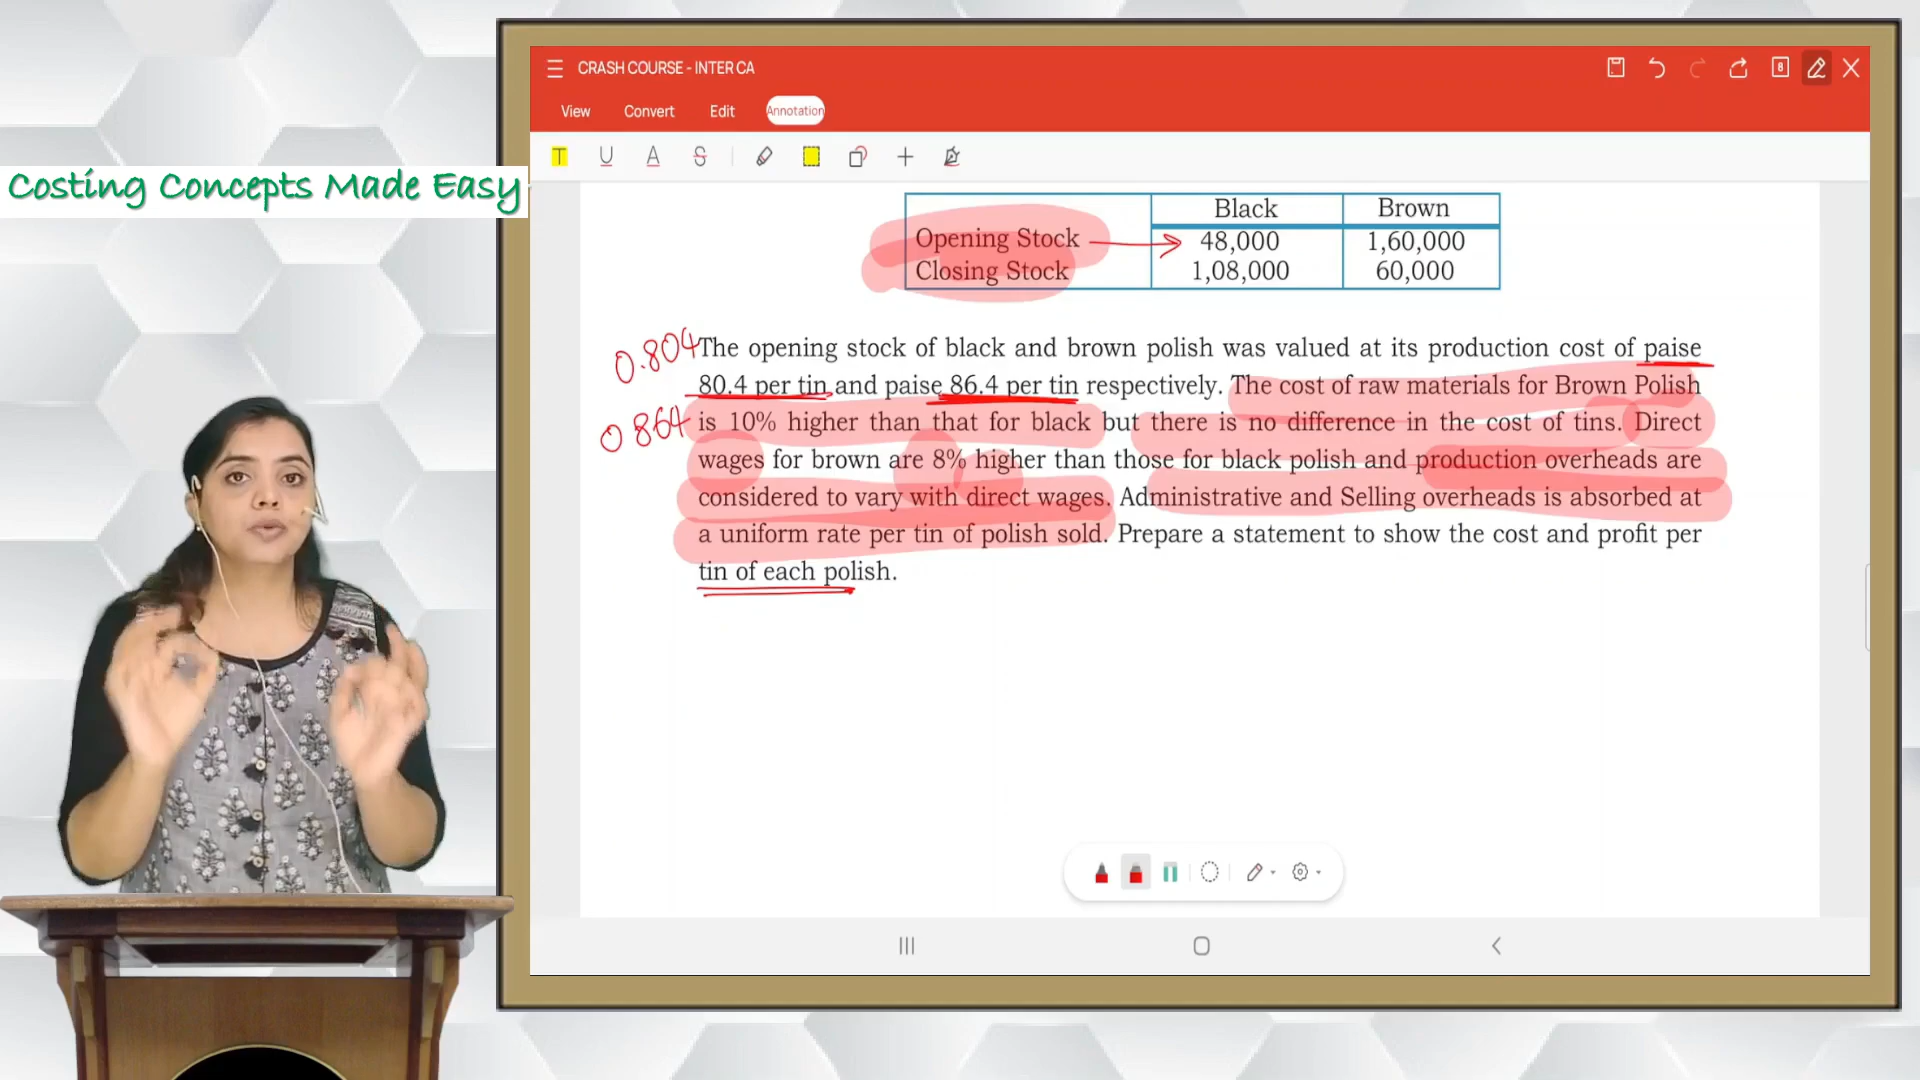 CRASH COURSE - INTER CA
8
View Convert Edit Annotation
T U A S
Costing Concepts Made Easy
Black Brown
Opening Stock 48,000 1,60,000
Closing Stock 1,08,000 60,000
0.804
The opening stock of black and brown polish was valued at its production cost of paise
80.4 per tin and paise 86.4 per tin respectively. The cost of raw materials for Brown Polish
0.864
is 10% higher than that for black but there is no difference in the cost of tins. Direct
wages for brown are 8% higher than those for black polish and production overheads are
considered to vary with direct wages. Administrative and Selling overheads is absorbed at
a uniform rate per tin of polish sold. Prepare a statement to show the cost and profit per
tin of each polish.